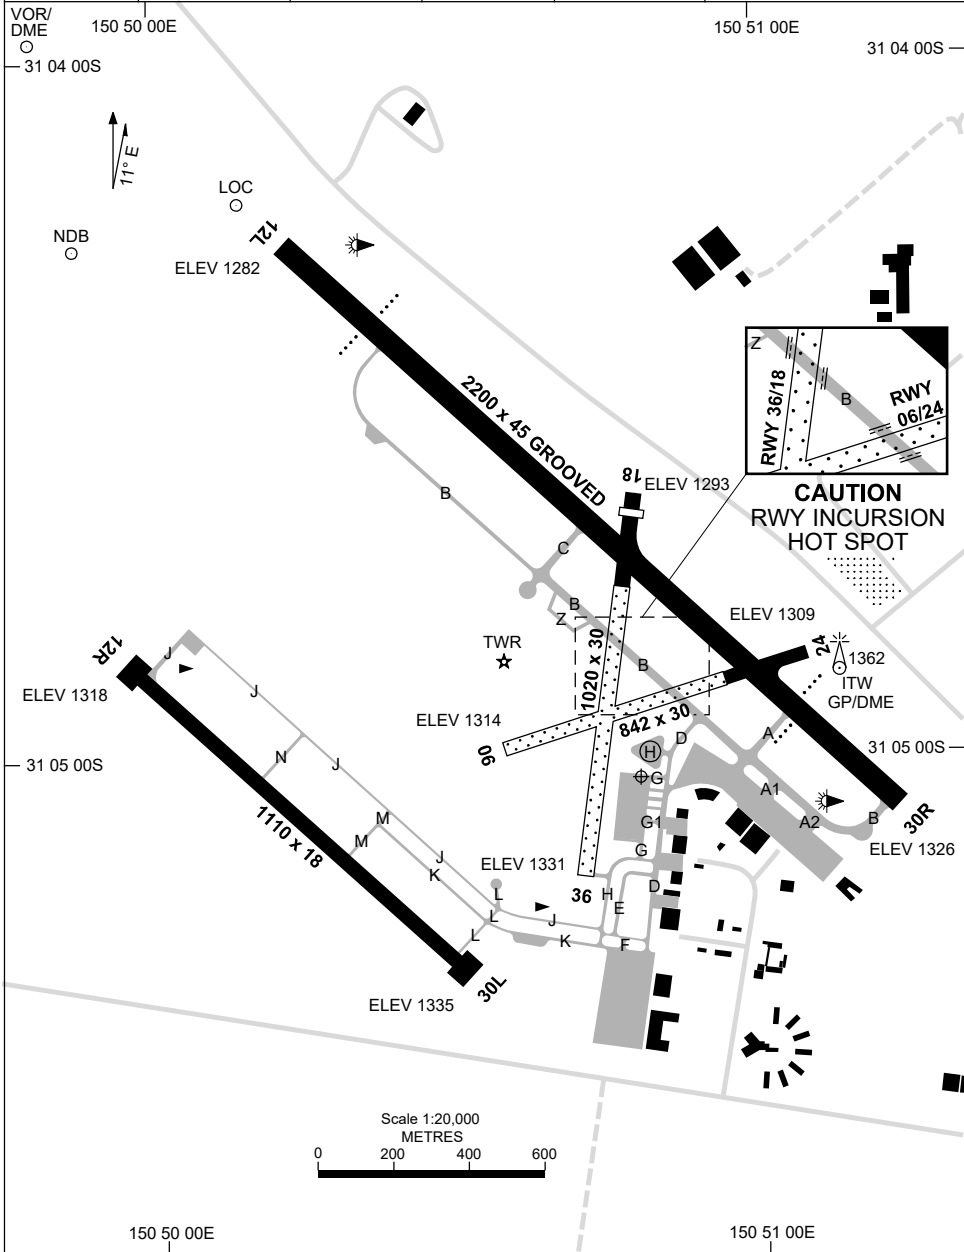 VOR/
DME
150 50 00E
150 51 00E
31 04 00S
31 04 00S
11° E
LOC
NDB
12L
ELEV 1282
2200 x 45 GROOVED
Z
B
RWY 36/18
RWY
06/24
CAUTION
RWY INCURSION
HOT SPOT
18
ELEV 1293
B
C
B
Z
ELEV 1309
24
1362
ITW
GP/DME
TWR
B
1020 x 30
842 x 30
12R
J
ELEV 1318
J
ELEV 1314
06
D
H
A
31 05 00S
31 05 00S
N
J
G
A1
A2
B
30R
ELEV 1326
1110 x 18
M
M
G1
G
J
K
ELEV 1331
36
H
D
E
L
L
L
J
K
F
30L
ELEV 1335
Scale 1:20,000
METRES
0 200 400 600
150 50 00E
150 51 00E